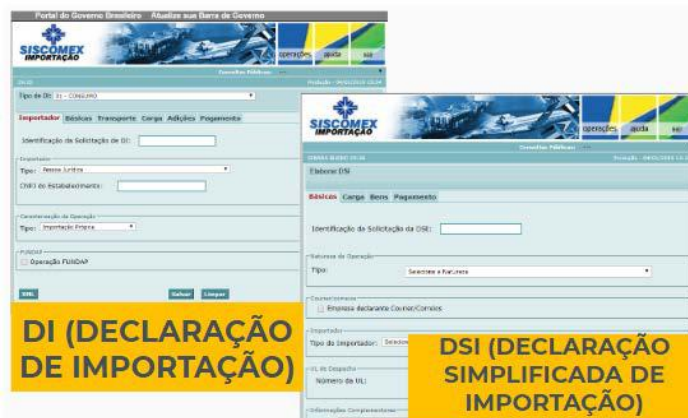 Portal do Governo Brasileiro Atualize sua Barra de Governo
SISCOMEX
IMPORTAÇÃO
operações ajuda sair
Consultas Públicas
Tipo de DI: 01 - CONSUMO
Importador Básicas Transporte Carga Adições Pagamento
Identificação da Solicitação de DI:
Importador
Tipo: Pessoa Jurídica
CNPJ do Estabelecimento:
Caracterização da Operação
Tipo: Importação Própria
FUNDAP
Operação FUNDAP
XML Salvar Limpar
DI (DECLARAÇÃO
DE IMPORTAÇÃO)
SISCOMEX
IMPORTAÇÃO
operações ajuda sair
Consultas Públicas
Elaborar DSI
Básicas Carga Bens Pagamento
Identificação da Solicitação da DSI:
Natureza da Operação
Tipo: Selecione a Natureza
Courier/Correios
Empresa declarante Courier/Correios
Importador
Tipo do Importador:
UL de Despacho
Número da UL:
Informações Complementares
DSI (DECLARAÇÃO
SIMPLIFICADA DE
IMPORTAÇÃO)